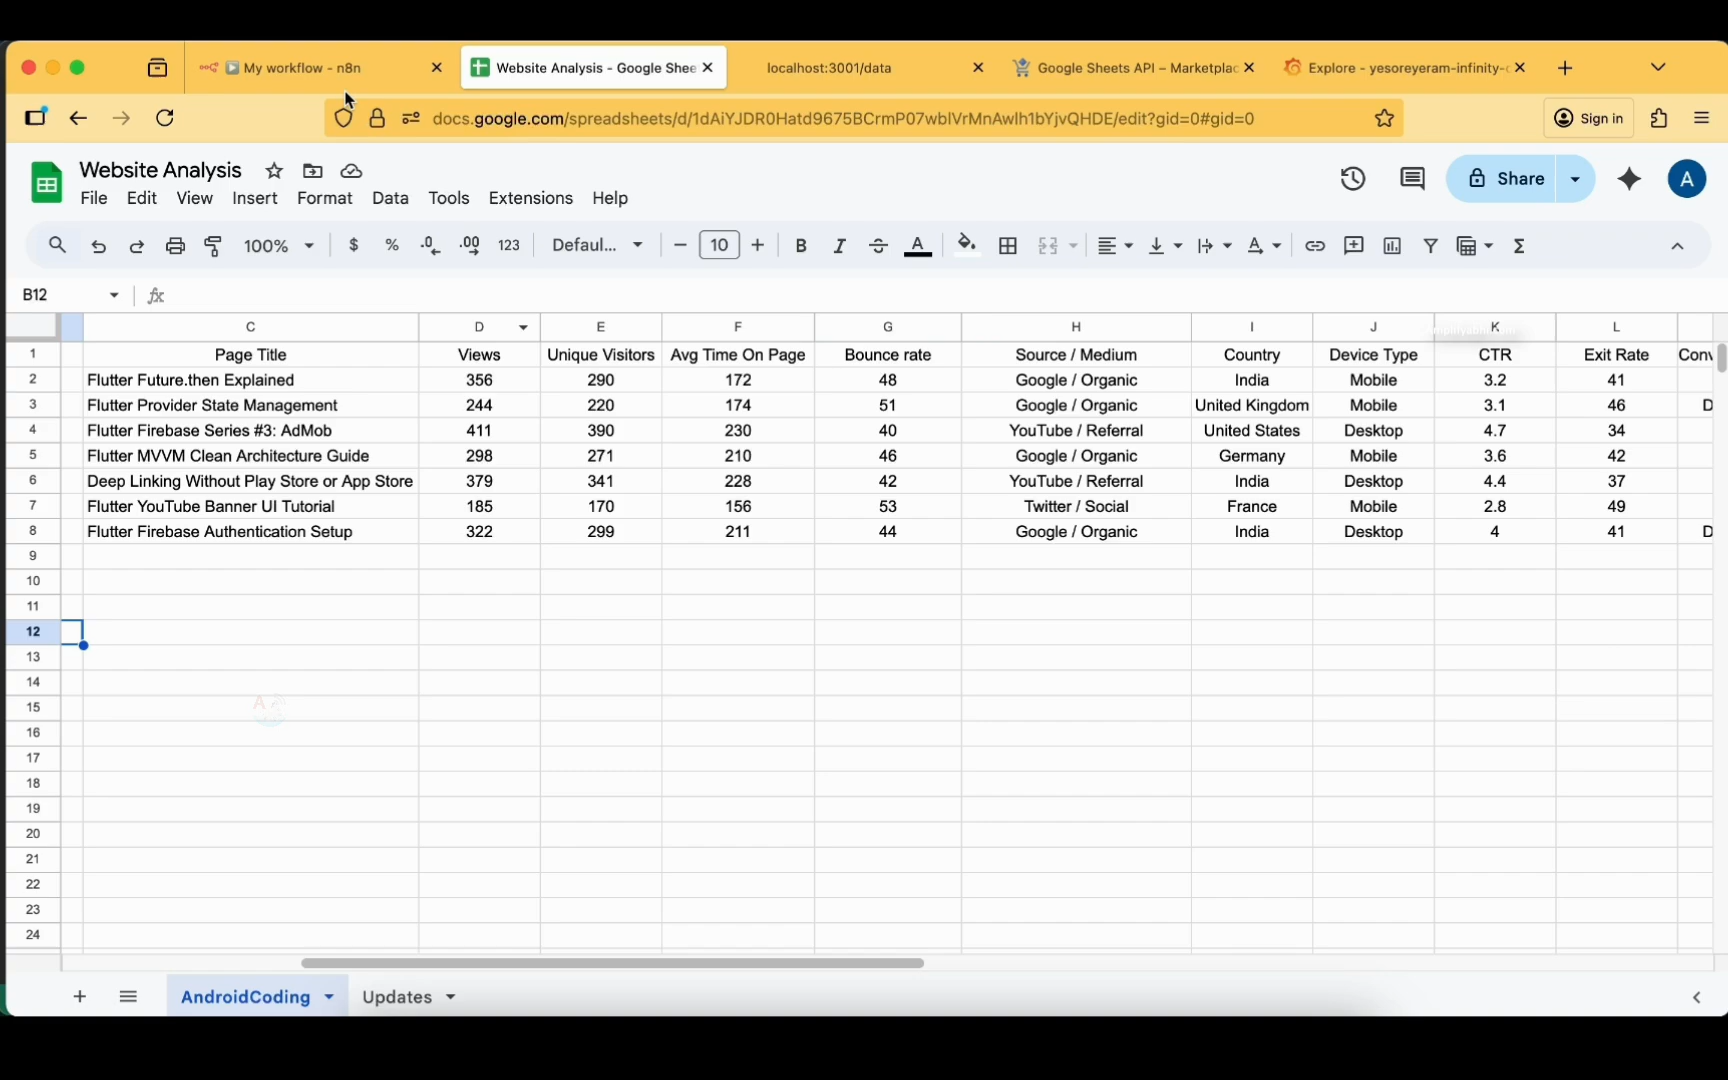 My workflow - n8n
Website Analysis - Google Shee
localhost:3001/data
Google Sheets API – Marketplac
Explore - yesoreyeram-infinity-
docs.google.com/spreadsheets/d/1dAiYJDR0Hatd9675BCrmP07wblVrMnAwlh1bYjvQHDE/edit?gid=0#gid=0
Sign in
Website Analysis
File Edit View Insert Format Data Tools Extensions Help
Share
A
100% $ % .0 .00 123 Defaul... 10 B I S A
B12 fx
C D E F G H I J K L
1 Page Title Views Unique Visitors Avg Time On Page Bounce rate Source / Medium Country Device Type CTR Exit Rate Conv
2 Flutter Future.then Explained 356 290 172 48 Google / Organic India Mobile 3.2 41
3 Flutter Provider State Management 244 220 174 51 Google / Organic United Kingdom Mobile 3.1 46 D
4 Flutter Firebase Series #3: AdMob 411 390 230 40 YouTube / Referral United States Desktop 4.7 34
5 Flutter MVVM Clean Architecture Guide 298 271 210 46 Google / Organic Germany Mobile 3.6 42
6 Deep Linking Without Play Store or App Store 379 341 228 42 YouTube / Referral India Desktop 4.4 37
7 Flutter YouTube Banner UI Tutorial 185 170 156 53 Twitter / Social France Mobile 2.8 49
8 Flutter Firebase Authentication Setup 322 299 211 44 Google / Organic India Desktop 4 41 D
9
10
11
12
13
14
15
16
17
18
19
20
21
22
23
24
AndroidCoding Updates